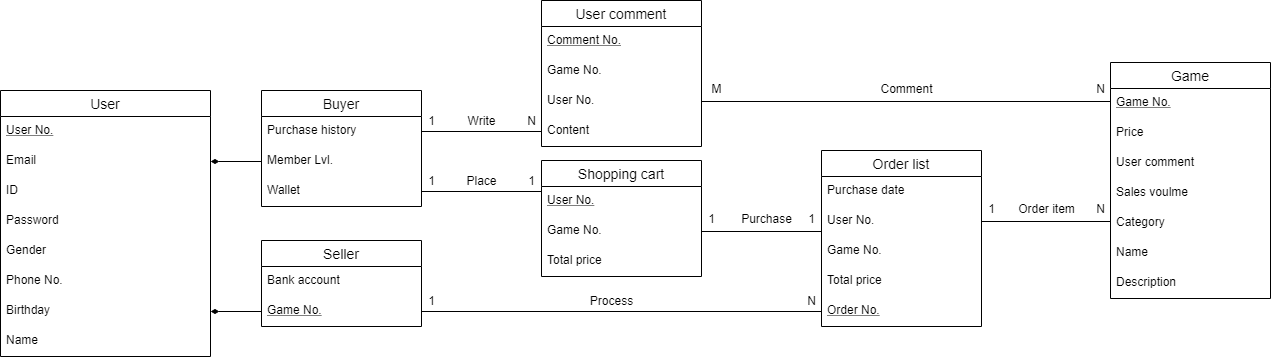 User
User No.
Email
ID
Password
Gender
Phone No.
Birthday
Name
Buyer
Purchase history
Member Lvl.
Wallet
Seller
Bank account
Game No.
1 Write N
1 Place 1
User comment
Comment No.
Game No.
User No.
Content
Shopping cart
User No.
Game No.
Total price
M Comment N
1 Purchase 1
1 Process N
Order list
Purchase date
User No.
Game No.
Total price
Order No.
1 Order item N
Game
Game No.
Price
User comment
Sales voulme
Category
Name
Description